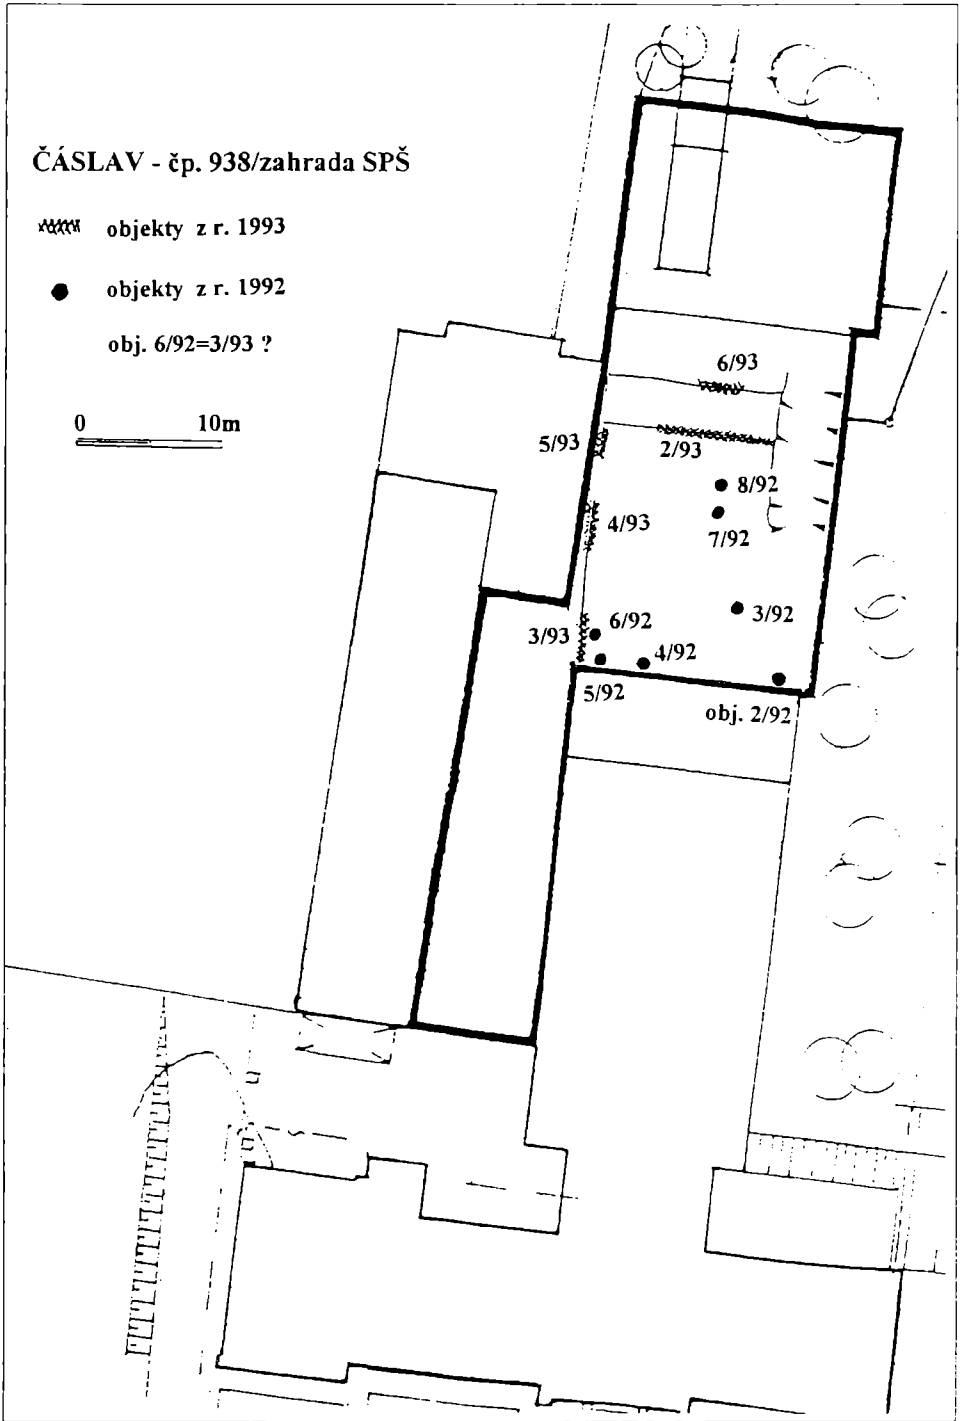 ČÁSLAV - čp. 938/zahrada SPŠ
objekty z r. 1993
objekty z r. 1992
obj. 6/92=3/93 ?
0 10m
6/93
5/93
2/93
8/92
4/93
7/92
3/92
3/93
6/92
4/92
5/92
obj. 2/92